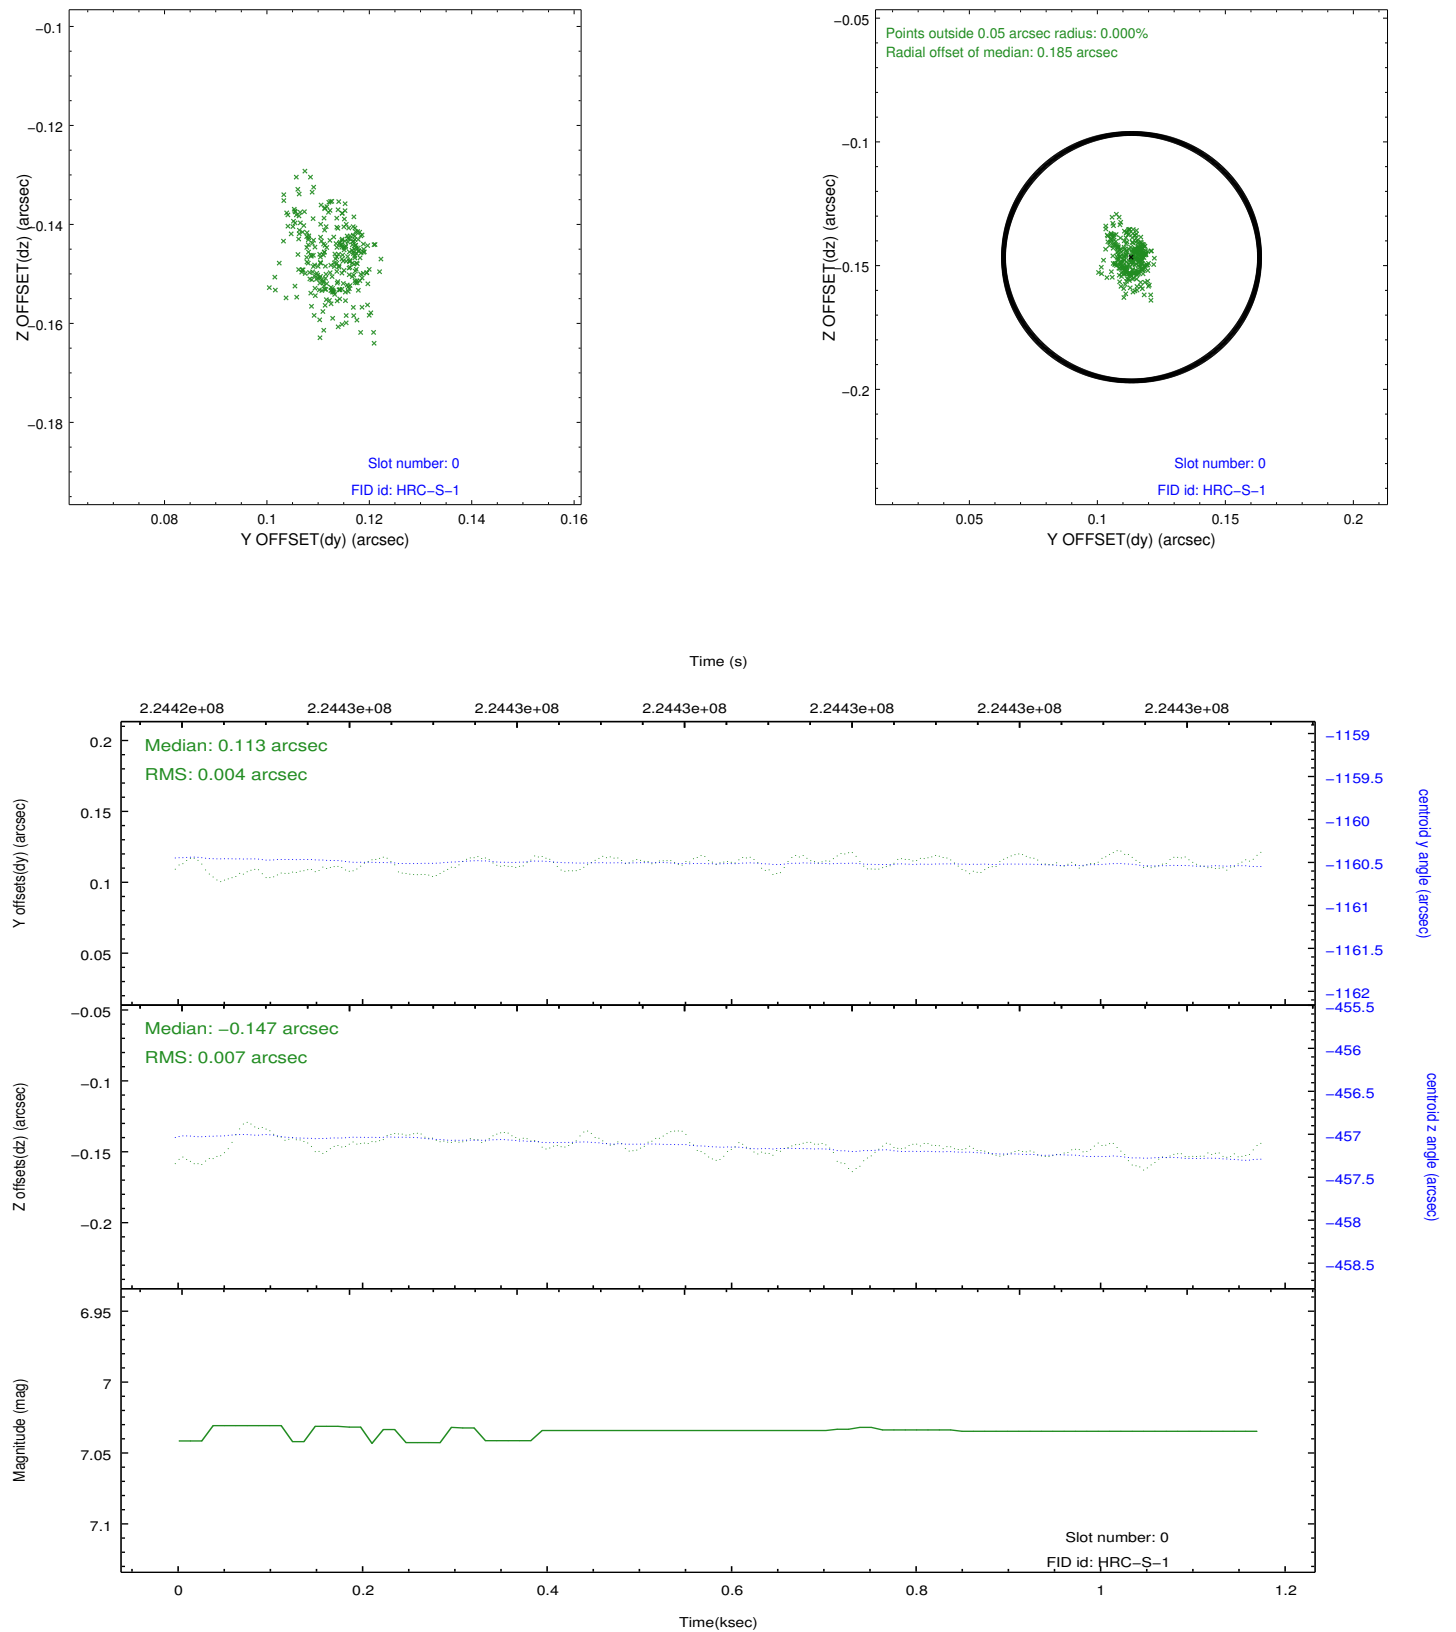 −0.1
−0.12
−0.14
−0.16
−0.18
Z OFFSET(dz) (arcsec)
Slot number: 0
FID id: HRC−S−1
0.08
0.1
0.12
0.14
0.16
Y OFFSET(dy) (arcsec)
Points outside 0.05 arcsec radius: 0.000%
Radial offset of median: 0.185 arcsec
−0.05
−0.1
−0.15
−0.2
Z OFFSET(dz) (arcsec)
Slot number: 0
FID id: HRC−S−1
0.05
0.1
0.15
0.2
Y OFFSET(dy) (arcsec)
Time (s)
2.2442e+08
2.2443e+08
2.2443e+08
2.2443e+08
2.2443e+08
2.2443e+08
2.2443e+08
Median: 0.113 arcsec
RMS: 0.004 arcsec
0.2
0.15
0.1
0.05
Y offsets(dy) (arcsec)
−1159
−1159.5
−1160
−1160.5
−1161
−1161.5
−1162
centroid y angle (arcsec)
Median: −0.147 arcsec
RMS: 0.007 arcsec
−0.05
−0.1
−0.15
−0.2
Z offsets(dz) (arcsec)
−455.5
−456
−456.5
−457
−457.5
−458
−458.5
centroid z angle (arcsec)
6.95
7
7.05
7.1
Magnitude (mag)
Slot number: 0
FID id: HRC−S−1
0
0.2
0.4
0.6
0.8
1
1.2
Time(ksec)